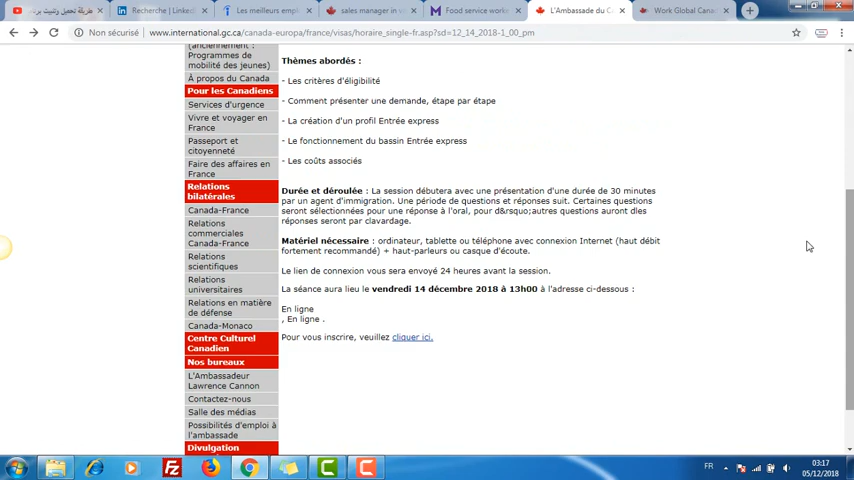 طريقة تحميل وتثبيت برنا
Recherche | Linked
Les meilleurs emplo
sales manager in va
Food service worke
L'Ambassade du Ca
Work Global Canad
Non sécurisé
www.international.gc.ca/canada-europa/france/visas/horaire_single-fr.asp?sd=12_14_2018-1_00_pm
(anciennement :
Programmes de
mobilité des jeunes)
À propos du Canada
Pour les Canadiens
Services d'urgence
Vivre et voyager en
France
Passeport et
citoyenneté
Faire des affaires en
France
Relations
bilatérales
Canada-France
Relations
commerciales
Canada-France
Relations
scientifiques
Relations
universitaires
Relations en matière
de défense
Canada-Monaco
Centre Culturel
Canadien
Nos bureaux
L'Ambassadeur
Lawrence Cannon
Contactez-nous
Salle des médias
Possibilités d'emploi à
l'ambassade
Divulgation
Thèmes abordés :
- Les critères d'éligibilité
- Comment présenter une demande, étape par étape
- La création d'un profil Entrée express
- Le fonctionnement du bassin Entrée express
- Les coûts associés
Durée et déroulée : La session débutera avec une présentation d'une durée de 30 minutes
par un agent d'immigration. Une période de questions et réponses suit. Certaines questions
seront sélectionnées pour une réponse à l'oral, pour d&rsquo;autres questions auront dles
réponses seront par clavardage.
Matériel nécessaire : ordinateur, tablette ou téléphone avec connexion Internet (haut débit
fortement recommandé) + haut-parleurs ou casque d'écoute.
Le lien de connexion vous sera envoyé 24 heures avant la session.
La séance aura lieu le vendredi 14 décembre 2018 à 13h00 à l'adresse ci-dessous :
En ligne
, En ligne .
Pour vous inscrire, veuillez cliquer ici.
FR
03:17
05/12/2018